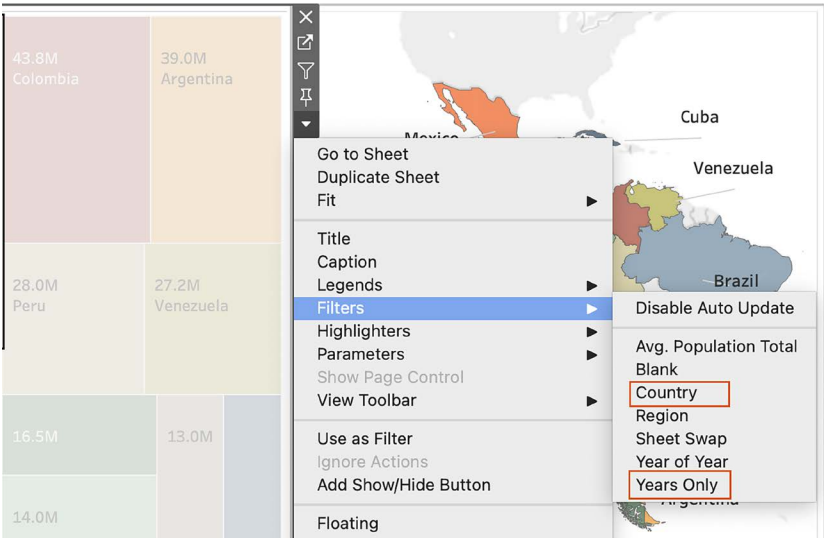 43.8M
Colombia
39.0M
Argentina
28.0M
Peru
27.2M
Venezuela
16.5M
13.0M
14.0M
Mexico
Cuba
Venezuela
Brazil
Argentina
Go to Sheet
Duplicate Sheet
Fit
Title
Caption
Legends
Filters
Highlighters
Parameters
Show Page Control
View Toolbar
Use as Filter
Ignore Actions
Add Show/Hide Button
Floating
Disable Auto Update
Avg. Population Total
Blank
Country
Region
Sheet Swap
Year of Year
Years Only